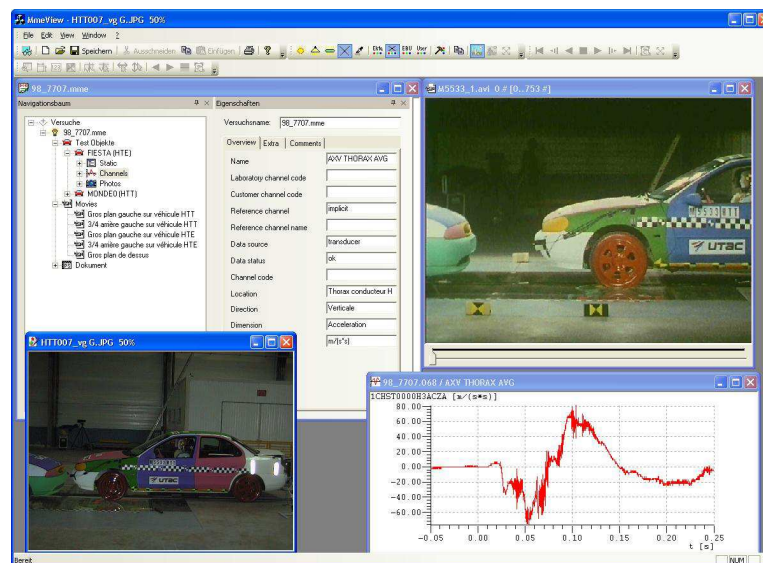 MmeView - HTT007_vg G.JPG 50%
File Edit View Window ?
Speichern Ausschneiden Einfügen
Extra EBU User
98_7707.mme
Navigationsbaum
Versuche
98_7707.mme
Test Objekte
FIESTA (HTE)
Static
Channels
Photos
MONDEO (HTT)
Movies
Gros plan gauche sur véhicule HTT
3/4 arrière gauche sur véhicule HTT
Gros plan gauche sur véhicule HTE
3/4 arrière gauche sur véhicule HTE
Gros plan de dessus
Dokument
Eigenschaften
Versuchsname: 98_7707.mme
Overview Extra Comments
Name AXV THORAX AVG
Laboratory channel code
Customer channel code
Reference channel implicit
Reference channel name
Data source transducer
Data status ok
Channel code
Location Thorax conducteur H
Direction Verticale
Dimension Acceleration
m/(s*s)
M5533_1.avi 0.# [0..753 #]
M5533 HTT
UTAC
HTT007_vg G.JPG 50%
UTAC
98_7707.068 / AXV THORAX AVG
1CHST0000H3ACZA [m/(s*s)]
80.00
60.00
40.00
20.00
0.00
-20.00
-40.00
-60.00
-0.05 0.00 0.05 0.10 0.15 0.20 0.25
t [s]
Bereit NUM